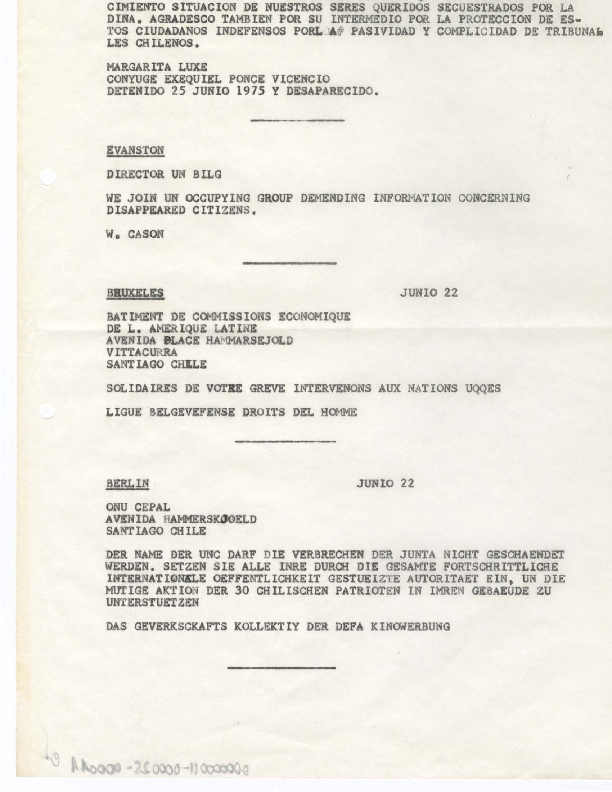 CIMIENTO SITUACION DE NUESTROS SERES QUERIDOS SECUESTRADOS POR LA
DINA. AGRADESCO TAMBIEN POR SU INTERMEDIO POR LA PROTECCION DE ES-
TOS CIUDADANOS INDEFENSOS PORL A# PASIVIDAD Y COMPLICIDAD DE TRIBUNAL
LES CHILENOS.
MARGARITA LUXE
CONYUGE EXEQUIEL PONCE VICENCIO
DETENIDO 25 JUNIO 1975 Y DESAPARECIDO.
EVANSTON
DIRECTOR UN BILG
WE JOIN UN OCCUPYING GROUP DEMENDING INFORMATION CONCERNING
DISAPPEARED CITIZENS.
W. CASON
BRUXELES JUNIO 22
BATIMENT DE COMMISSIONS ECONOMIQUE
DE L. AMERIQUE LATINE
AVENIDA PLACE HAMMARSEJOLD
VITTACURRA
SANTIAGO CHILE
SOLIDAIRES DE VOTRE GREVE INTERVENONS AUX NATIONS UQQES
LIGUE BELGEVEFENSE DROITS DEL HOMME
BERLIN JUNIO 22
ONU CEPAL
AVENIDA HAMMERSKJOELD
SANTIAGO CHILE
DER NAME DER UNC DARF DIE VERBRECHEN DER JUNTA NICHT GESCHAENDET
WERDEN. SETZEN SIE ALLE INRE DURCH DIE GESAMTE FORTSCHRITTLICHE
INTERNATIONALE OEFFENTLICHKEIT GESTUEIZTE AUTORITAET EIN, UN DIE
MUTIGE AKTION DER 30 CHILISCHEN PATRIOTEN IN IMREN GEBAEUDE ZU
UNTERSTUETZEN
DAS GEVERKSCKAFTS KOLLEKTIY DER DEFA KINOWERBUNG